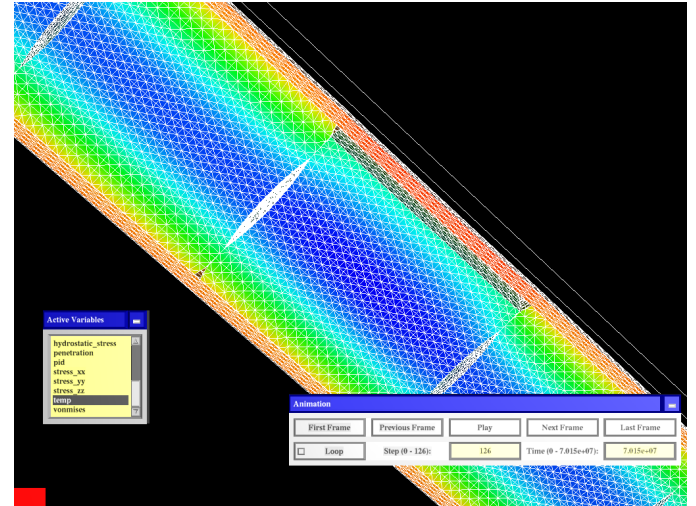 Active Variables
hydrostatic_stress
penetration
pid
stress_xx
stress_yy
stress_zz
temp
vonmises
Animation
First Frame Previous Frame Play Next Frame Last Frame
Loop Step (0 - 126): 126 Time (0 - 7.015e+07): 7.015e+07